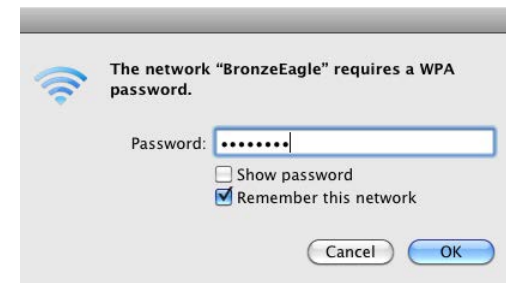 The network “BronzeEagle” requires a WPA
password.
Password: ••••••••
Show password
Remember this network
Cancel OK